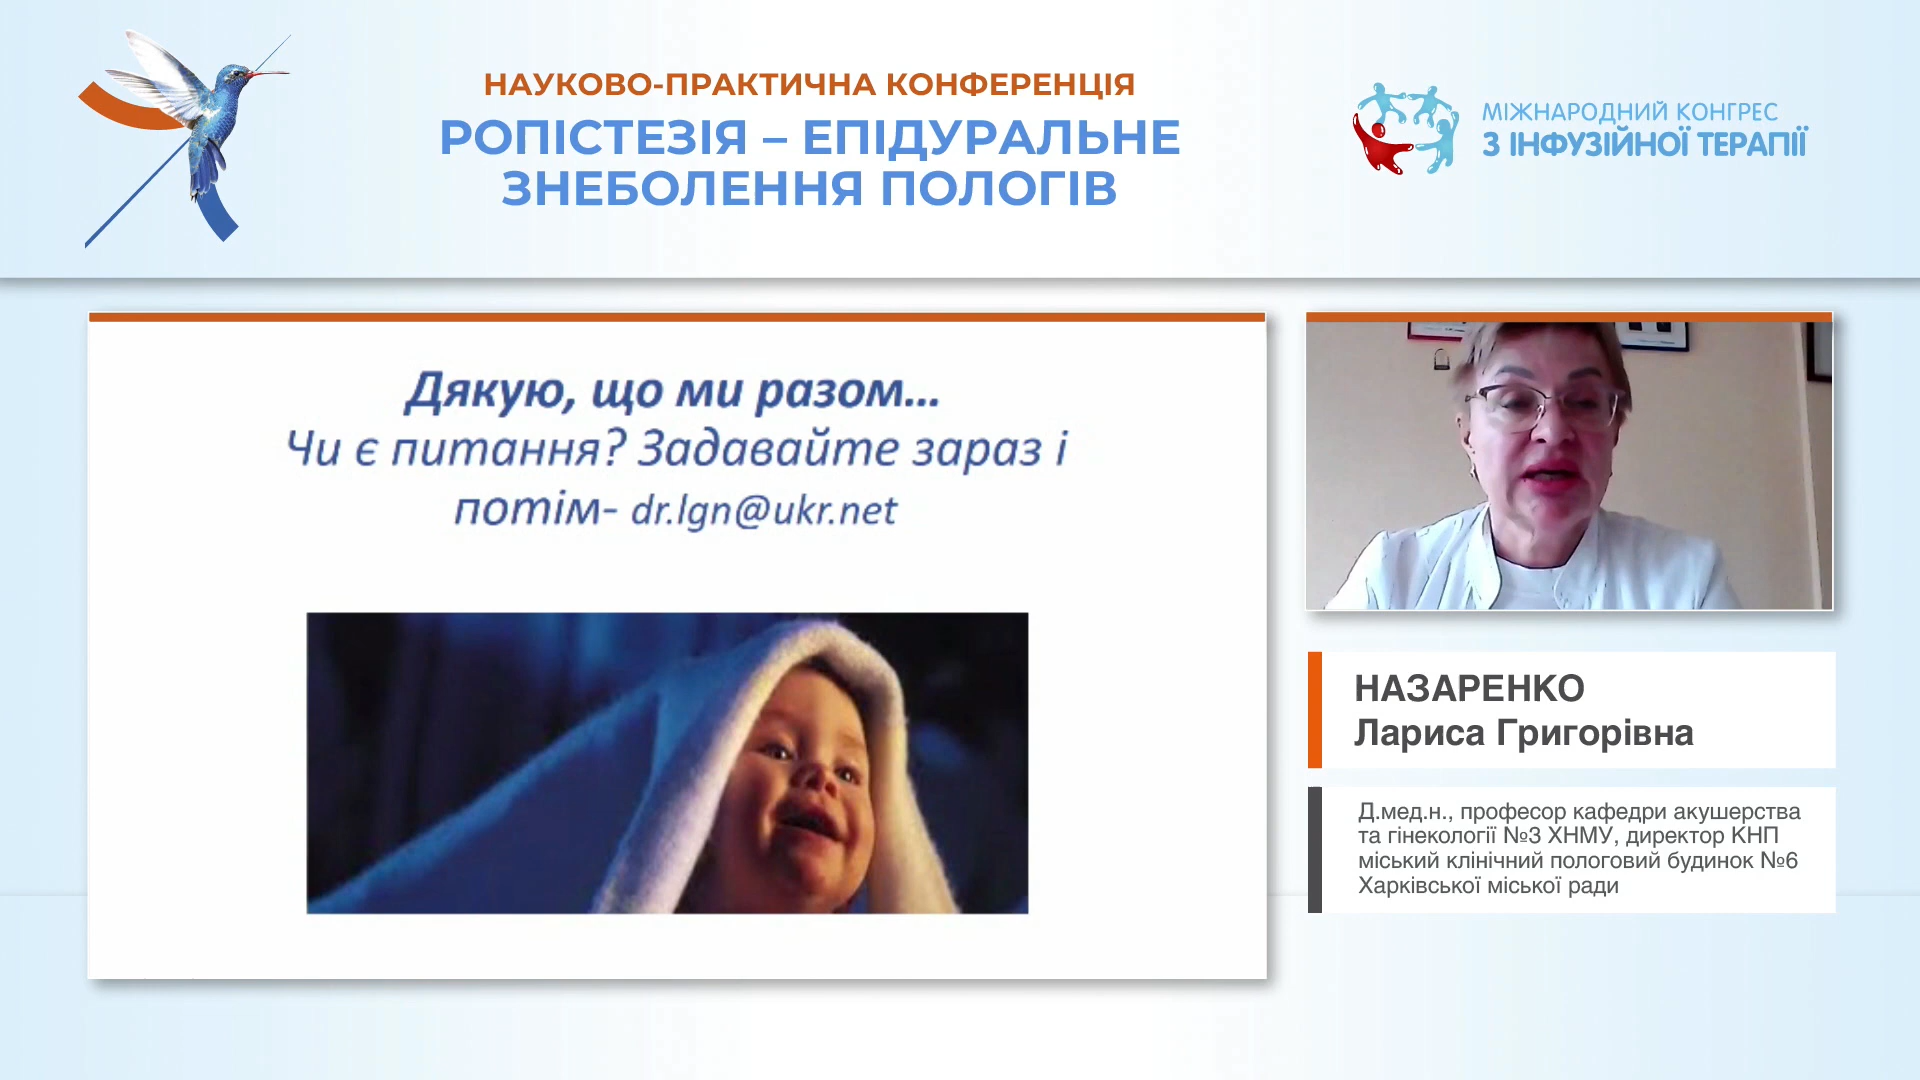 НАУКОВО-ПРАКТИЧНА КОНФЕРЕНЦІЯ
РОПІСТЕЗІЯ – ЕПІДУРАЛЬНЕ
ЗНЕБОЛЕННЯ ПОЛОГІВ
МІЖНАРОДНИЙ КОНГРЕС
З ІНФУЗІЙНОЇ ТЕРАПІЇ
Дякую, що ми разом...
Чи є питання? Задавайте зараз і
потім- dr.lgn@ukr.net
НАЗАРЕНКО
Лариса Григорівна
Д.мед.н., професор кафедри акушерства
та гінекології №3 ХНМУ, директор КНП
міський клінічний пологовий будинок №6
Харківської міської ради